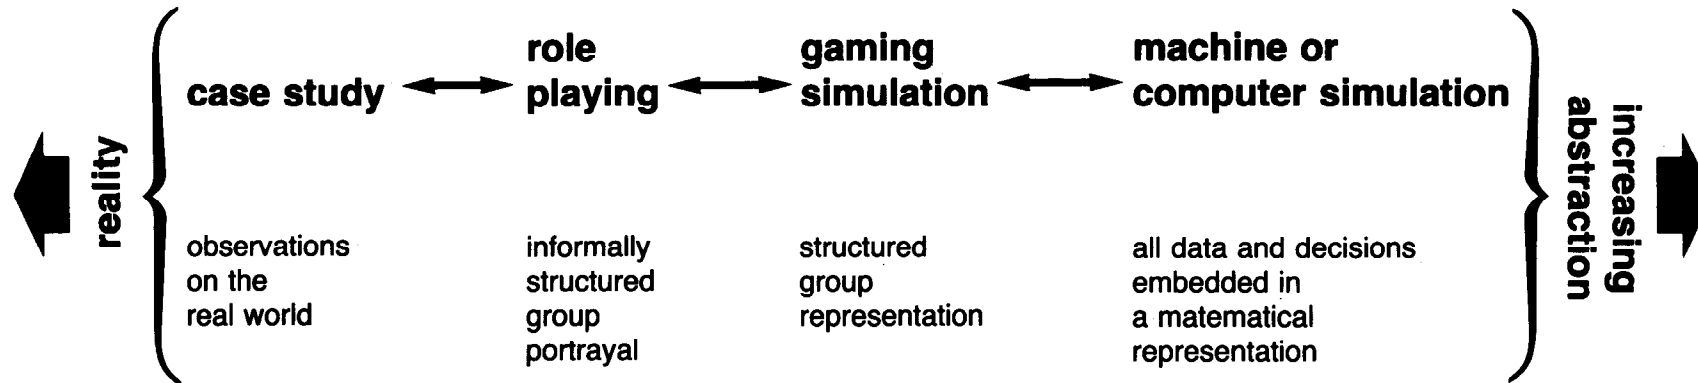 reality
case study
role
playing
gaming
simulation
machine or
computer simulation
observations
on the
real world
informally
structured
group
portrayal
structured
group
representation
all data and decisions
embedded in
a matematical
representation
increasing
abstraction